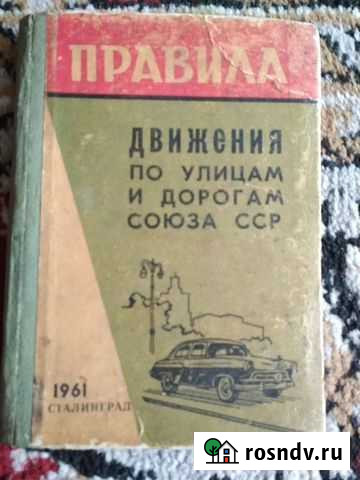 ПРАВИЛА
ДВИЖЕНИЯ
ПО УЛИЦАМ
И ДОРОГАМ
СОЮЗА ССР
1961
СТАЛИНГРАД
rosndv.ru